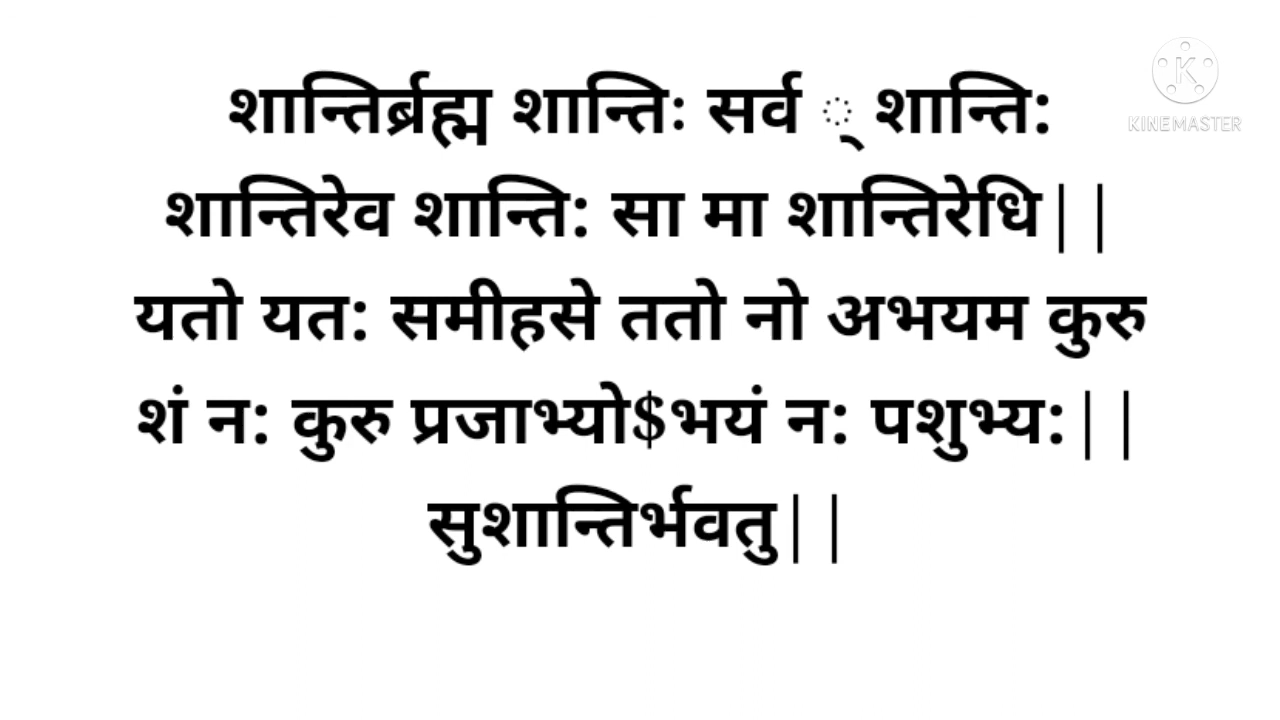 शान्तिर्ब्रह्म शान्तिः सर्व ् शान्ति:
शान्तिरेव शान्ति: सा मा शान्तिरेधि||
यतो यत: समीहसे ततो नो अभयम कुरु
शं न: कुरु प्रजाभ्यो$भयं न: पशुभ्य:||
सुशान्तिर्भवतु||
KINEMASTER